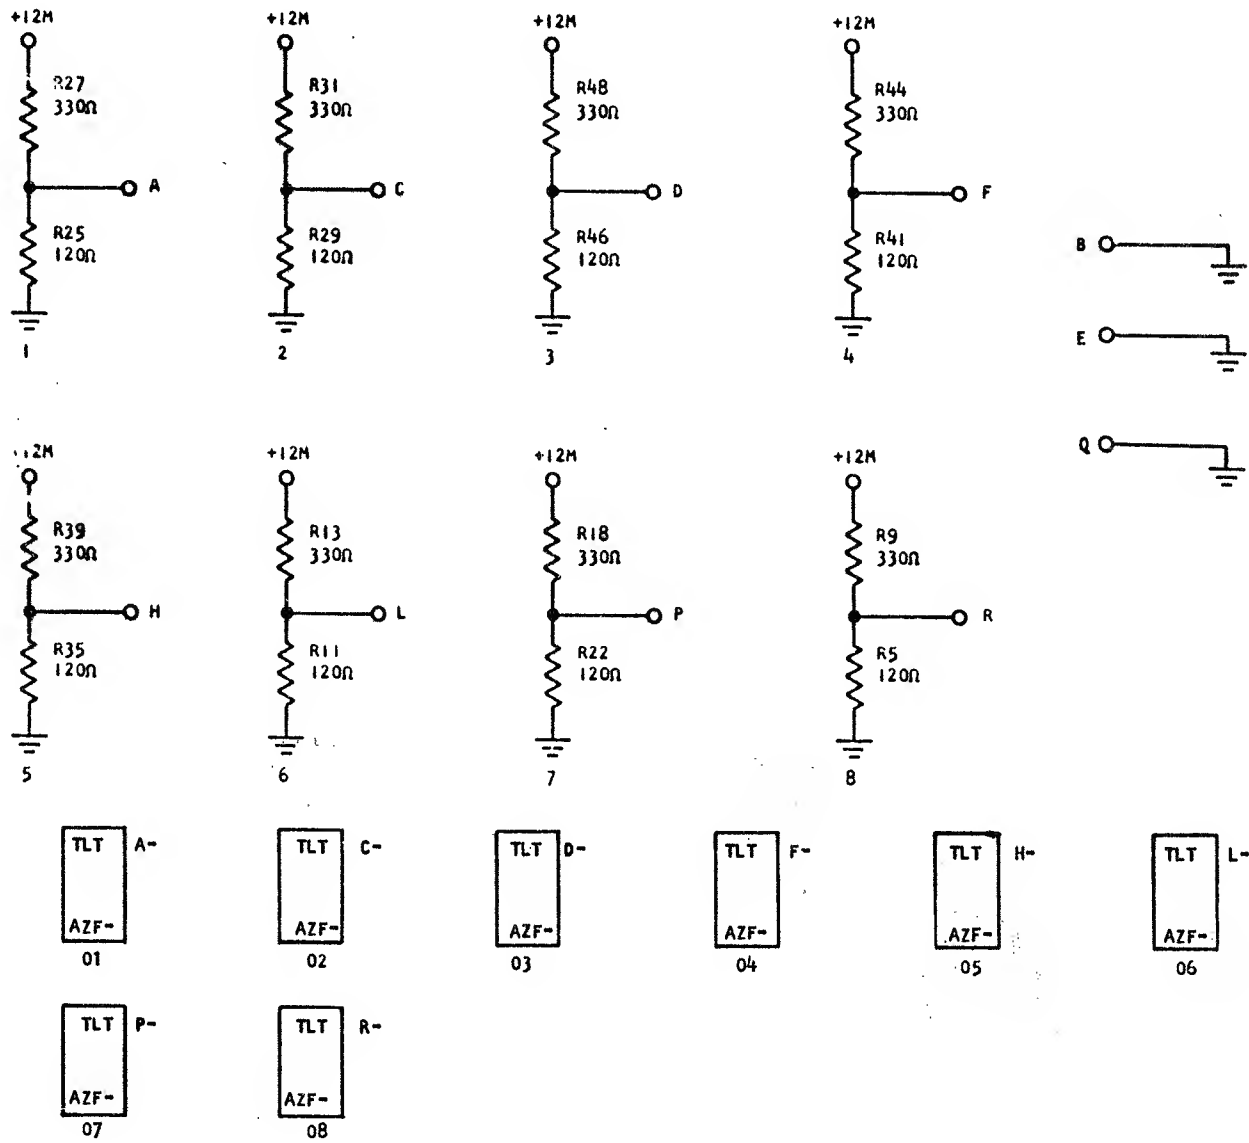 +12M +12M +12M +12M
R27 R31 R48 R44
330Ω 330Ω 330Ω 330Ω
A C D F
R25 R29 R46 R41
120Ω 120Ω 120Ω 120Ω
B
E
1 2 3 4
Q
+12M +12M +12M
R39 R13 R18 R9
330Ω 330Ω 330Ω 330Ω
H L P R
R35 R11 R22 R5
120Ω 120Ω 120Ω 120Ω
5 6 7 8
TLT A- TLT C- TLT D- TLT F- TLT H- TLT L-
AZF- AZF- AZF- AZF- AZF- AZF-
01 02 03 04 05 06
TLT P- TLT R-
AZF- AZF-
07 08